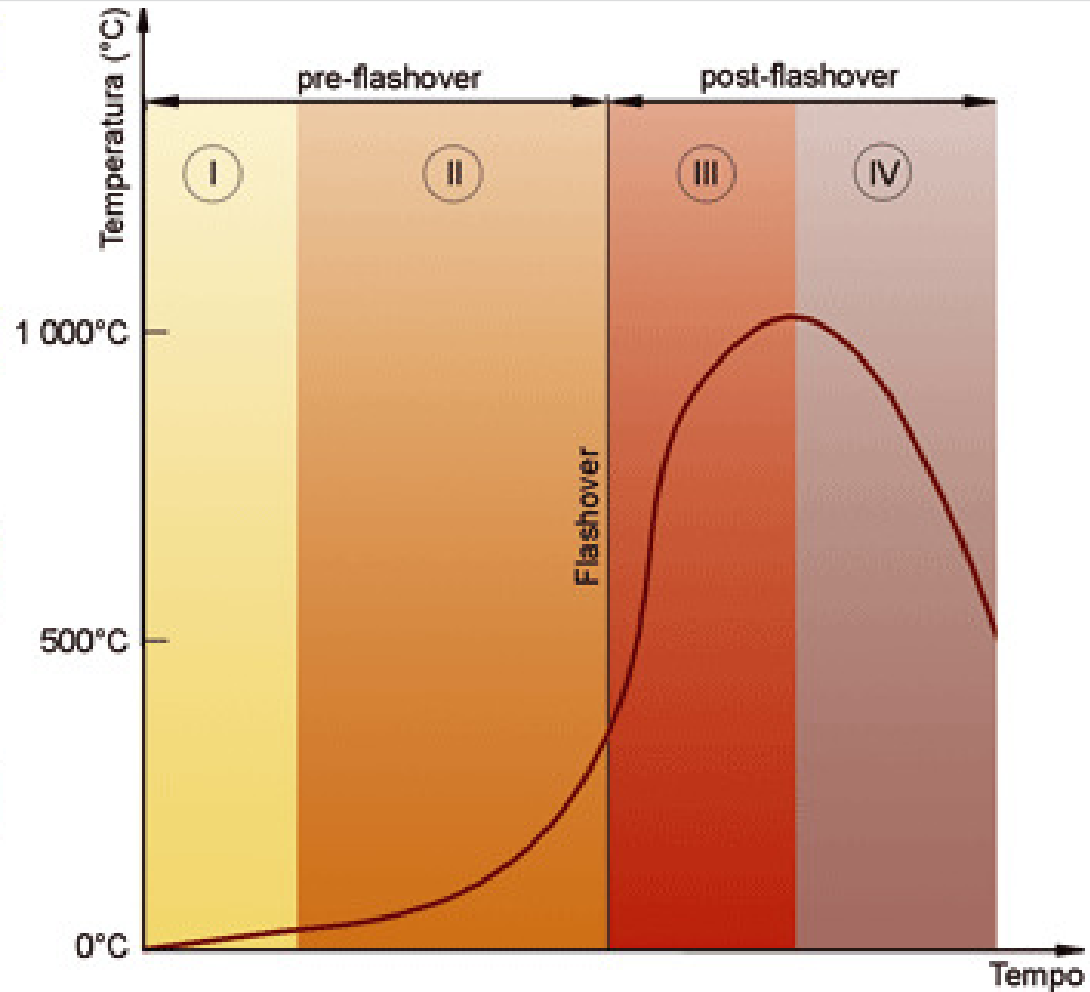 Temperatura (°C)
pre-flashover
post-flashover
I
II
III
IV
1 000°C
Flashover
500°C
0°C
Tempo